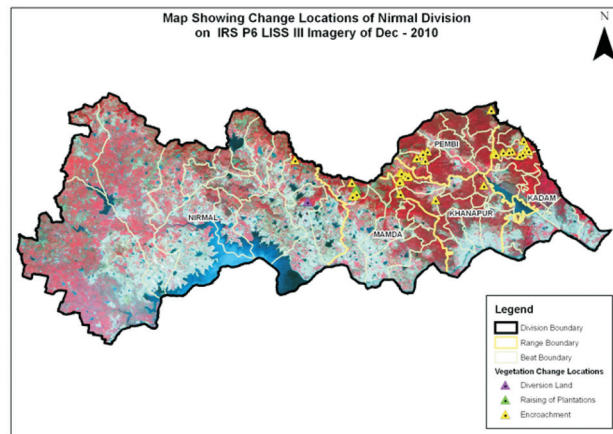 Map Showing Change Locations of Nirmal Division
on IRS P6 LISS III Imagery of Dec - 2010
N
PEMBI
KADAM
NIRMAL
KHANAPUR
MAMDA
Legend
Division Boundary
Range Boundary
Beat Boundary
Vegetation Change Locations
Diversion Land
Raising of Plantations
Encroachment